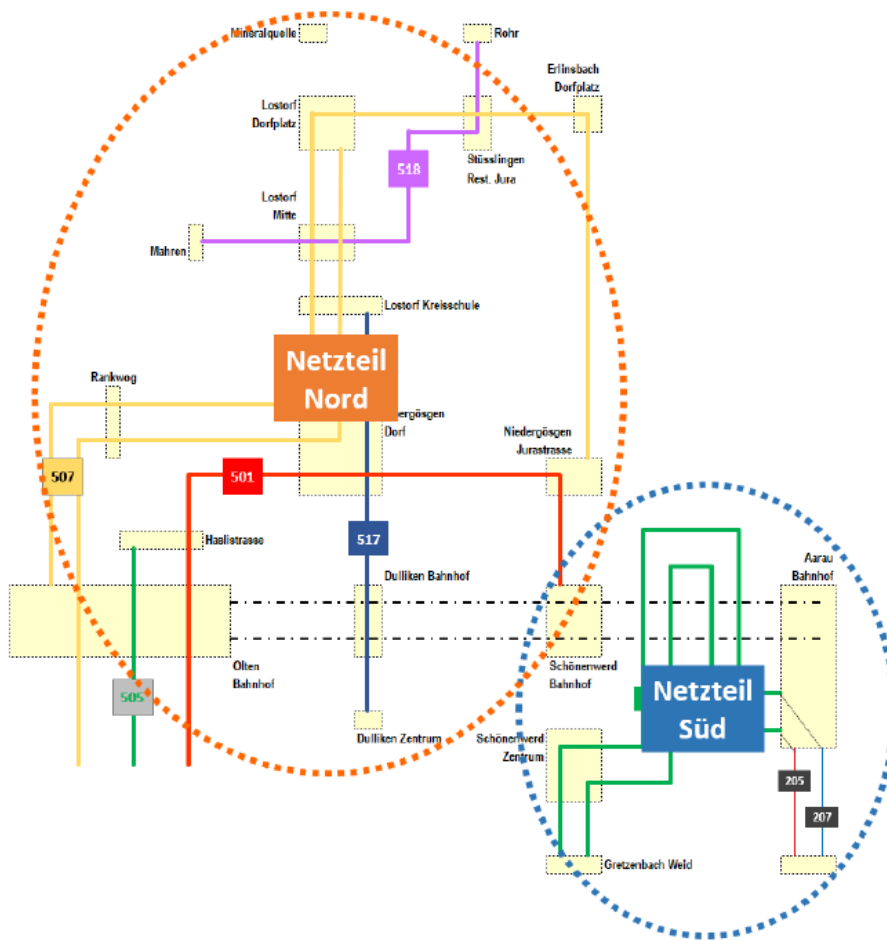 Mineralquelle
Rohr
Erlinsbach
Dorfplatz
Lostorf
Dorfplatz
Stüsslingen
Rest. Jura
518
Lostorf
Mitte
Mahren
Lostorf Kreisschule
Netzteil
Nord
Rankwog
Dorf
Niedergösgen
Jurastrasse
507
501
517
Haslistrasse
Dulliken Bahnhof
Aarau
Bahnhof
Olten
Bahnhof
Schönenwerd
Bahnhof
505
Netzteil
Süd
Dulliken Zentrum
Schönenwerd
Zentrum
205
207
Gretzenbach Weid